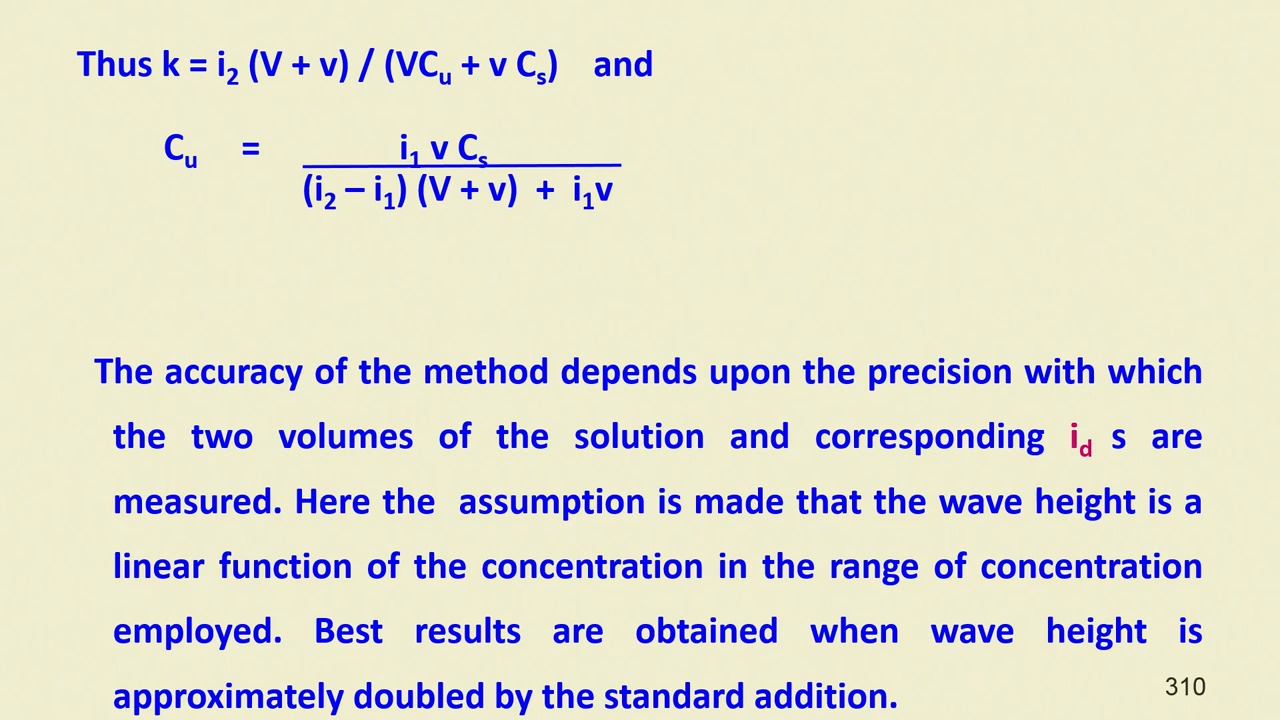 Thus k = i₂ (V + v) / (VCᵤ + v Cₛ) and
Cᵤ = i₁ v Cₛ
(i₂ – i₁) (V + v) + i₁v
The accuracy of the method depends upon the precision with which
the two volumes of the solution and corresponding i_d s are
measured. Here the assumption is made that the wave height is a
linear function of the concentration in the range of concentration
employed. Best results are obtained when wave height is
approximately doubled by the standard addition.
310